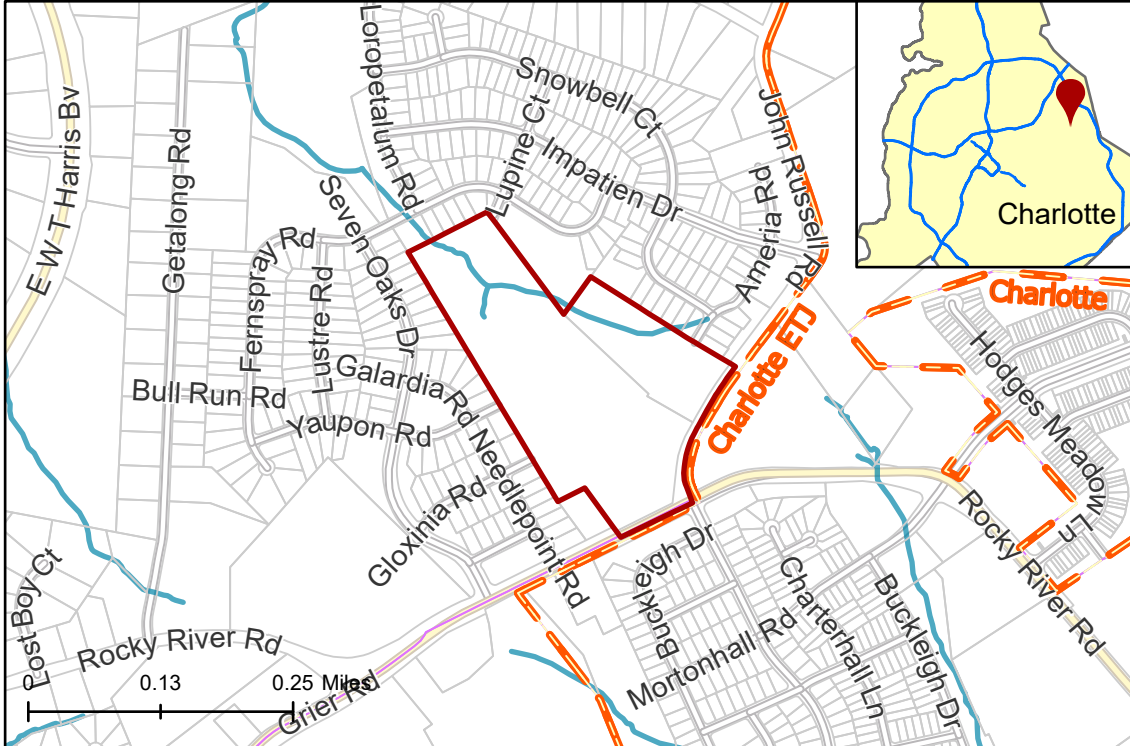 Loropetalum Rd
Snowbell Ct
Lupine Ct
Impatien Dr
John Russell Rd
Ameria Rd
E W T Harris Bv
Getalong Rd
Seven Oaks Dr
Fernspray Rd
Lustre Rd
Galardia Rd
Bull Run Rd
Yaupon Rd
Needlepoint Rd
Gloxinia Rd
Charlotte ETJ
Charlotte
Charlotte
Hodges Meadow Ln
Rocky River Rd
Buckleigh Dr
Charterhall Ln
Buckleigh Dr
Mortonhall Rd
Lost Boy Ct
Rocky River Rd
Grier Rd
0 0.13 0.25 Miles